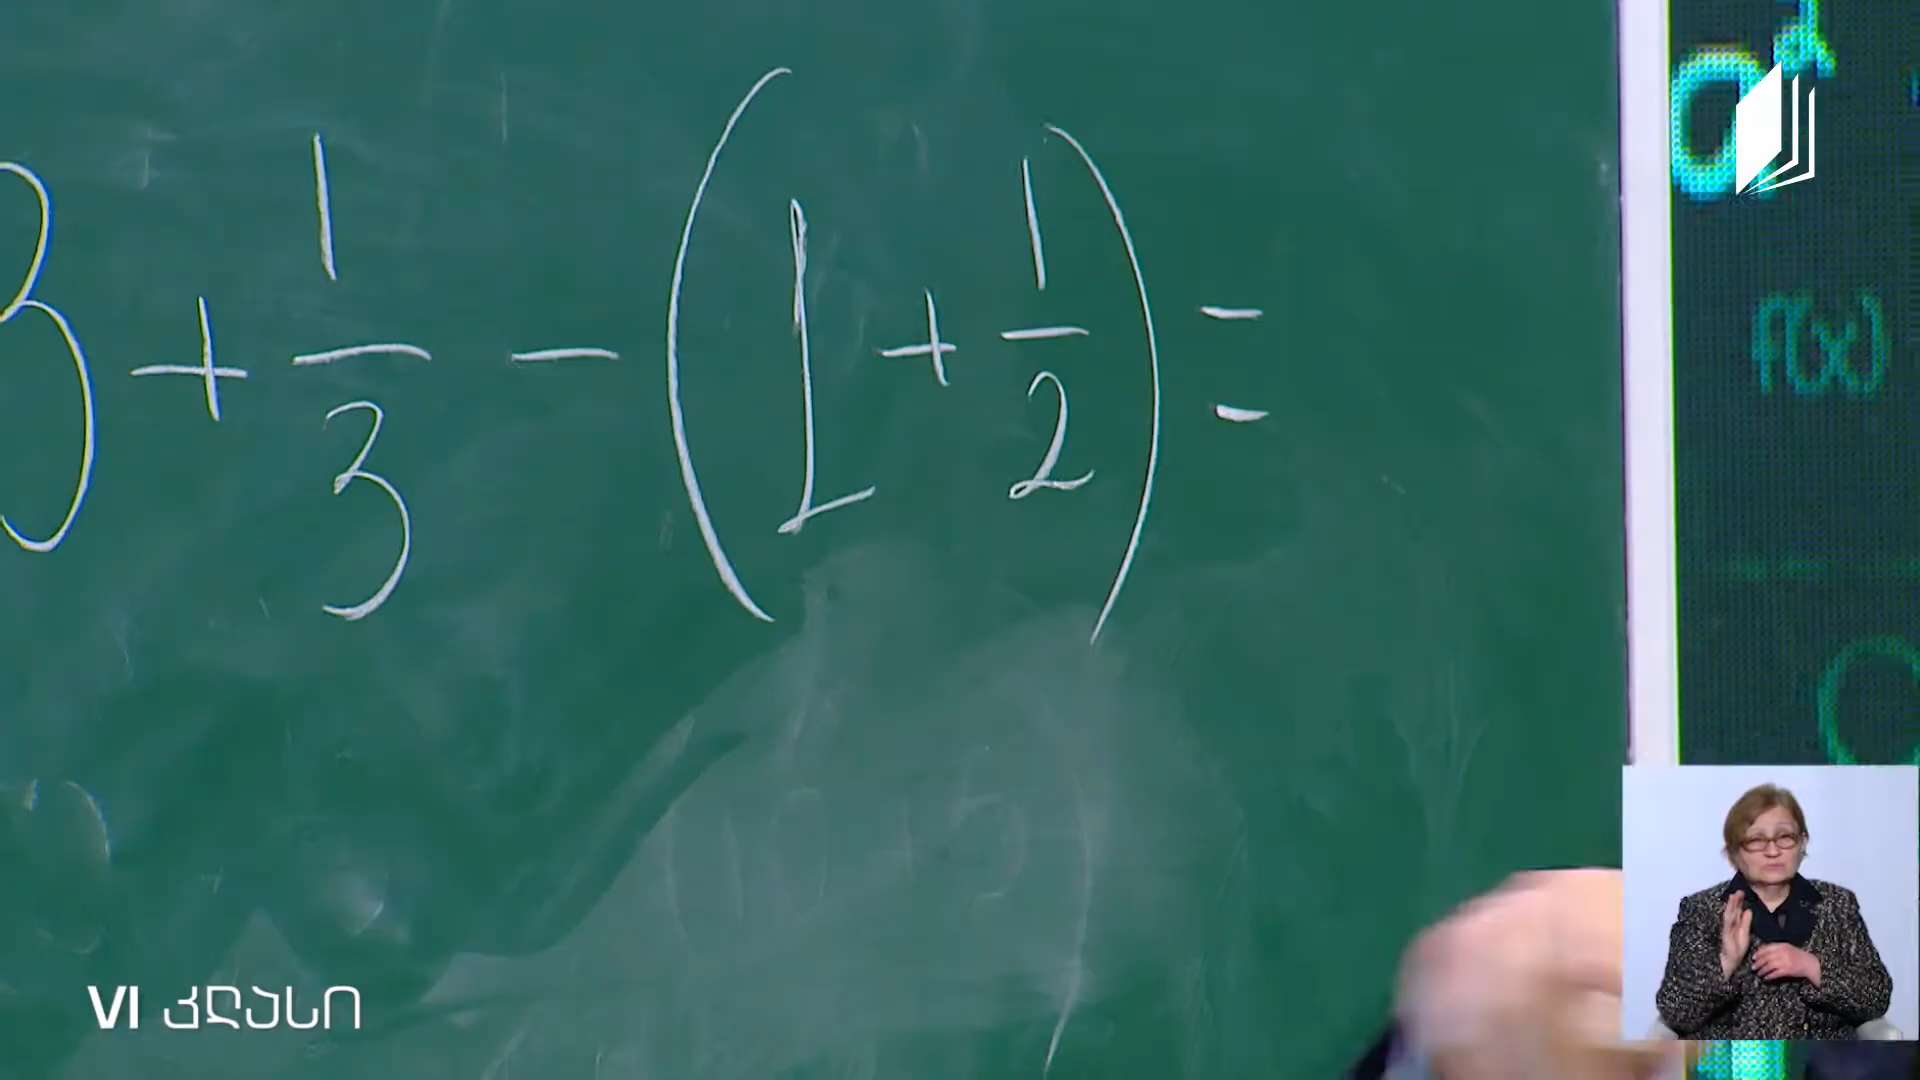 3 + 1/3 - (1 + 1/2) =
f(x)
VI კლასი